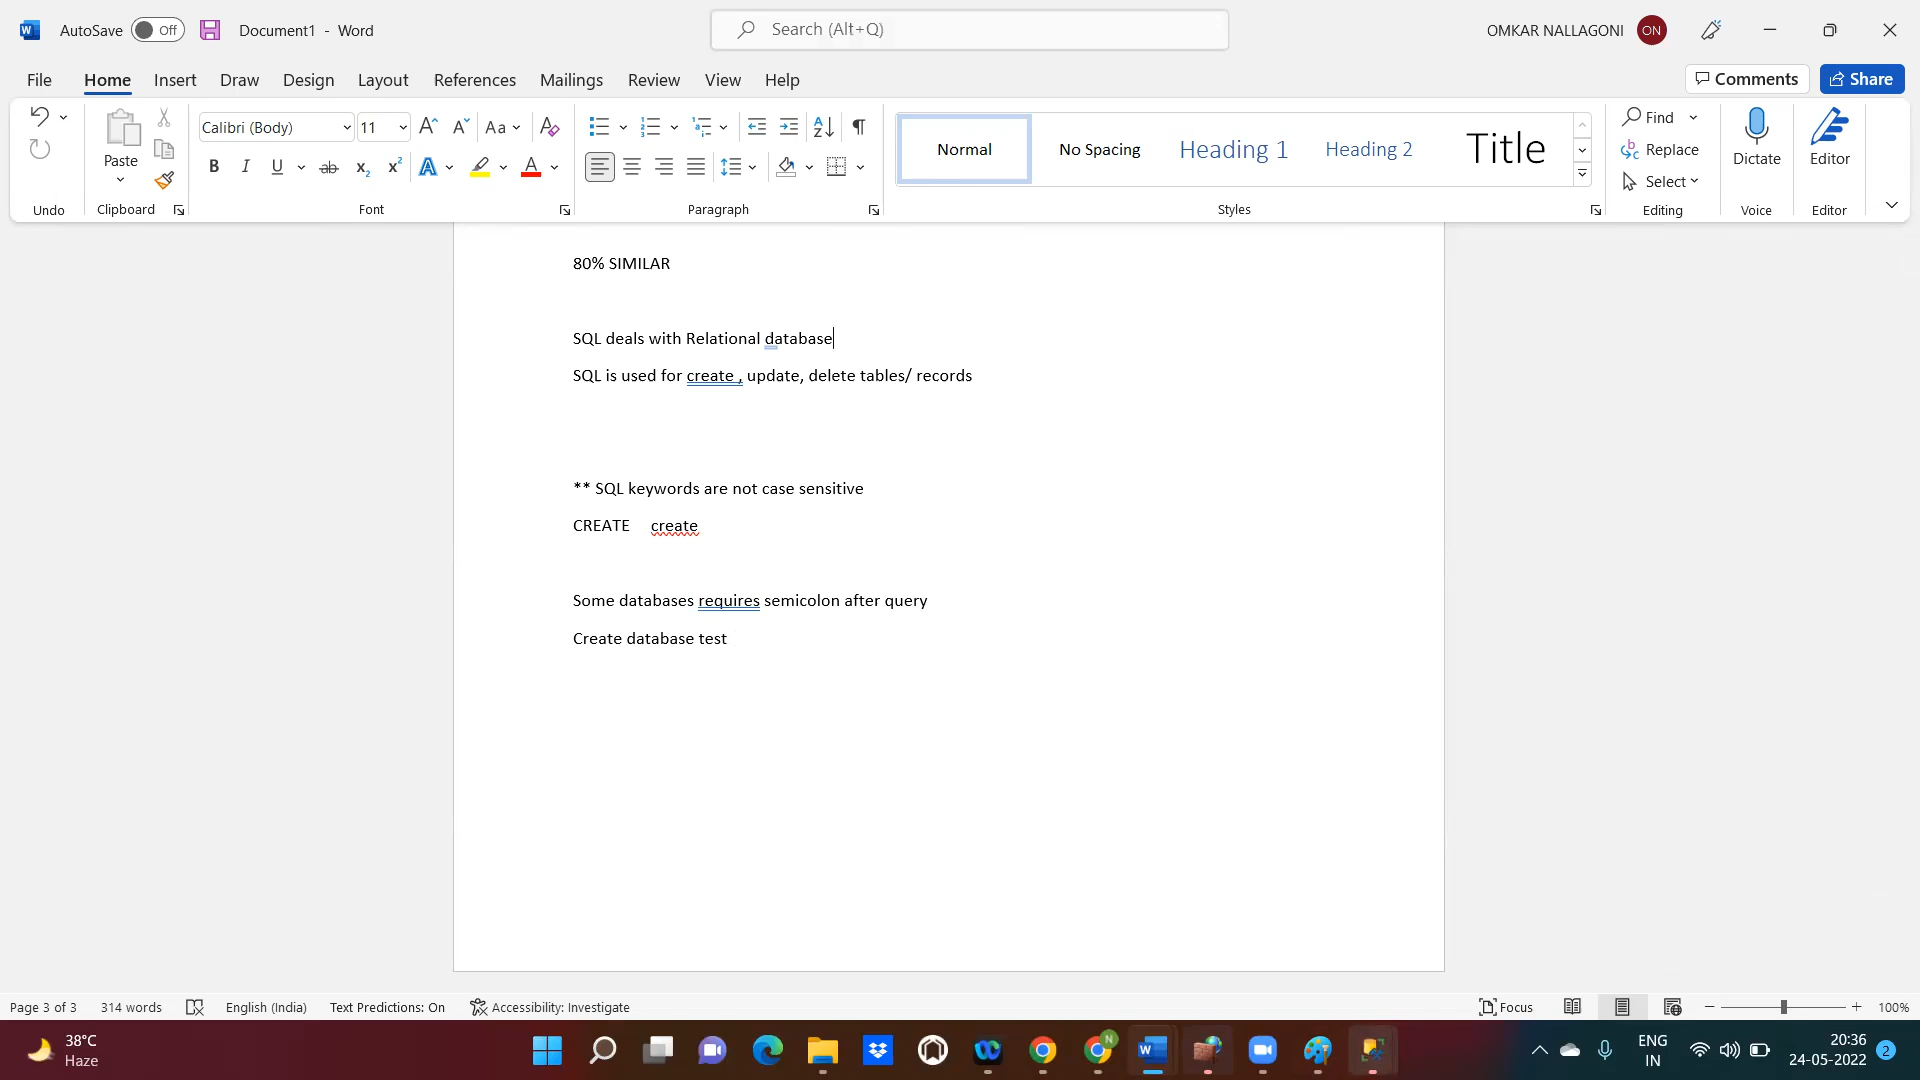 AutoSave Off Document1 - Word Search (Alt+Q) OMKAR NALLAGONI ON
File Home Insert Draw Design Layout References Mailings Review View Help Comments Share
Calibri (Body) 11 Aa Find
Paste Normal No Spacing Heading 1 Heading 2 Title Replace Dictate Editor
B I U ab x2 x2 A A Select
Undo Clipboard Font Paragraph Styles Editing Voice Editor
80% SIMILAR
SQL deals with Relational database
SQL is used for create , update, delete tables/ records
** SQL keywords are not case sensitive
CREATE create
Some databases requires semicolon after query
Create database test
Page 3 of 3 314 words English (India) Text Predictions: On Accessibility: Investigate Focus 100%
38°C ENG 20:36
Haze IN 24-05-2022 2